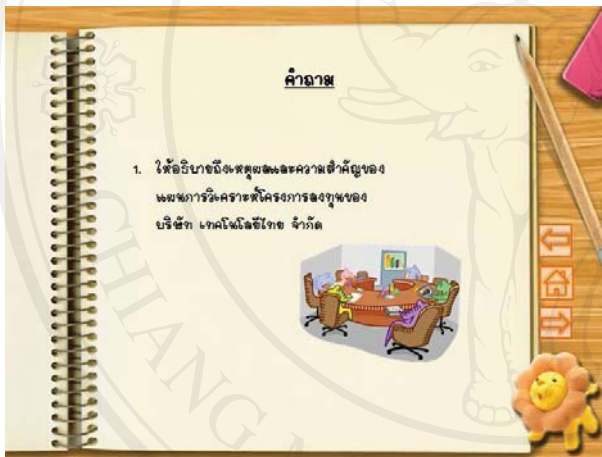 คำถาม
1. ให้อธิบายถึงเหตุผลและความสำคัญของ
แผนการวิเคราะห์โครงการลงทุนของ
บริษัท เทคโนโลยีไทย จำกัด
CHIANG M